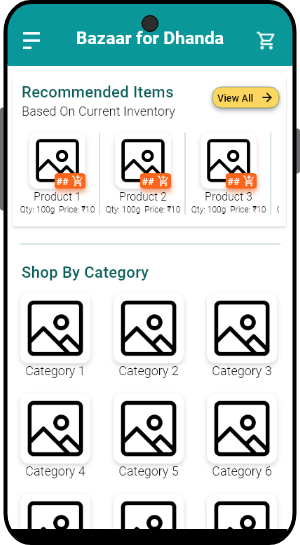 Bazaar for Dhanda
Recommended Items
View All
Based On Current Inventory
## ## ##
Product 1 Product 2 Product 3
Qty: 100g Price: ₹10 Qty: 100g Price: ₹10 Qty: 100g Price: ₹10
Shop By Category
Category 1 Category 2 Category 3
Category 4 Category 5 Category 6